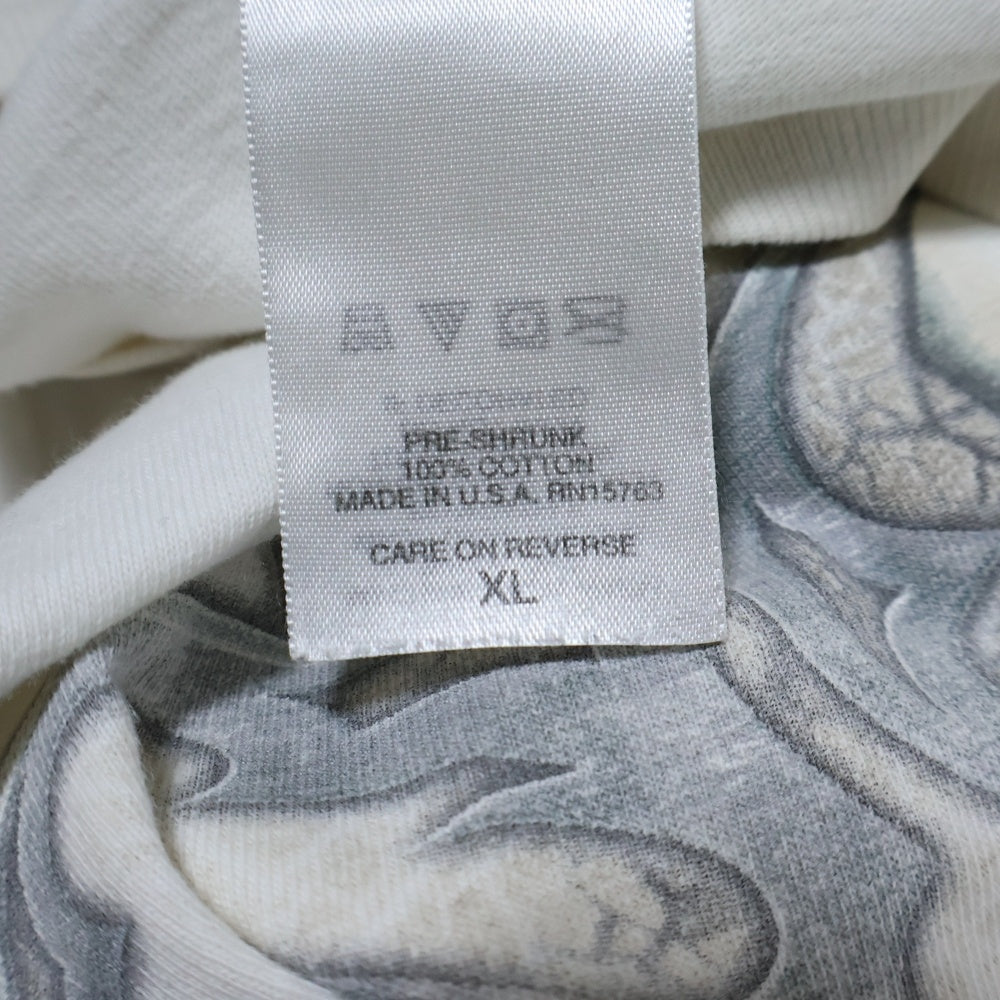 PRE-SHRUNK
100% COTTON
MADE IN U.S.A. RN15763
CARE ON REVERSE
XL